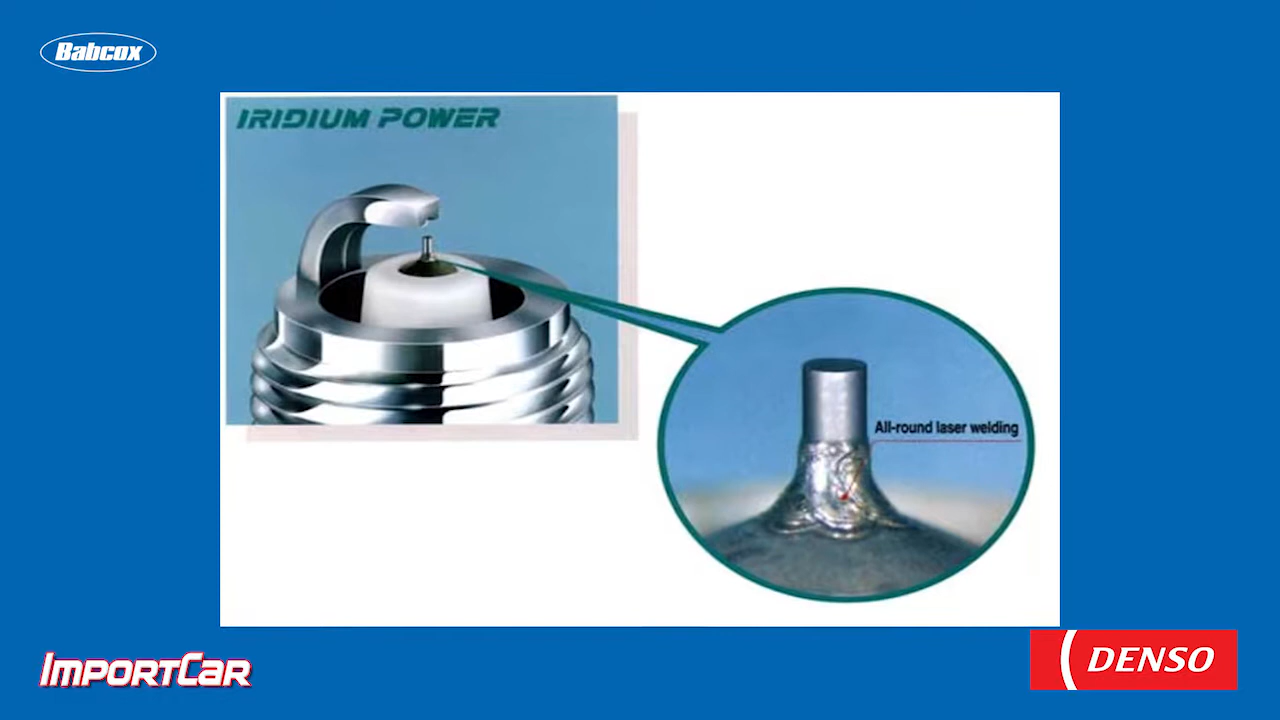 Babcox
IRIDIUM POWER
All-round laser welding
IMPORTCAR
DENSO